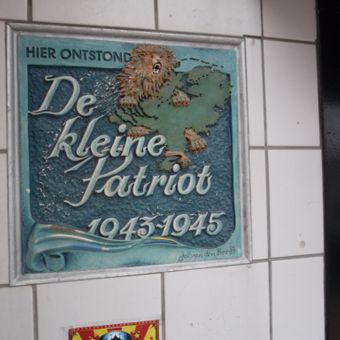 HIER ONTSTOND
De
kleine
Patriot
1943-1945